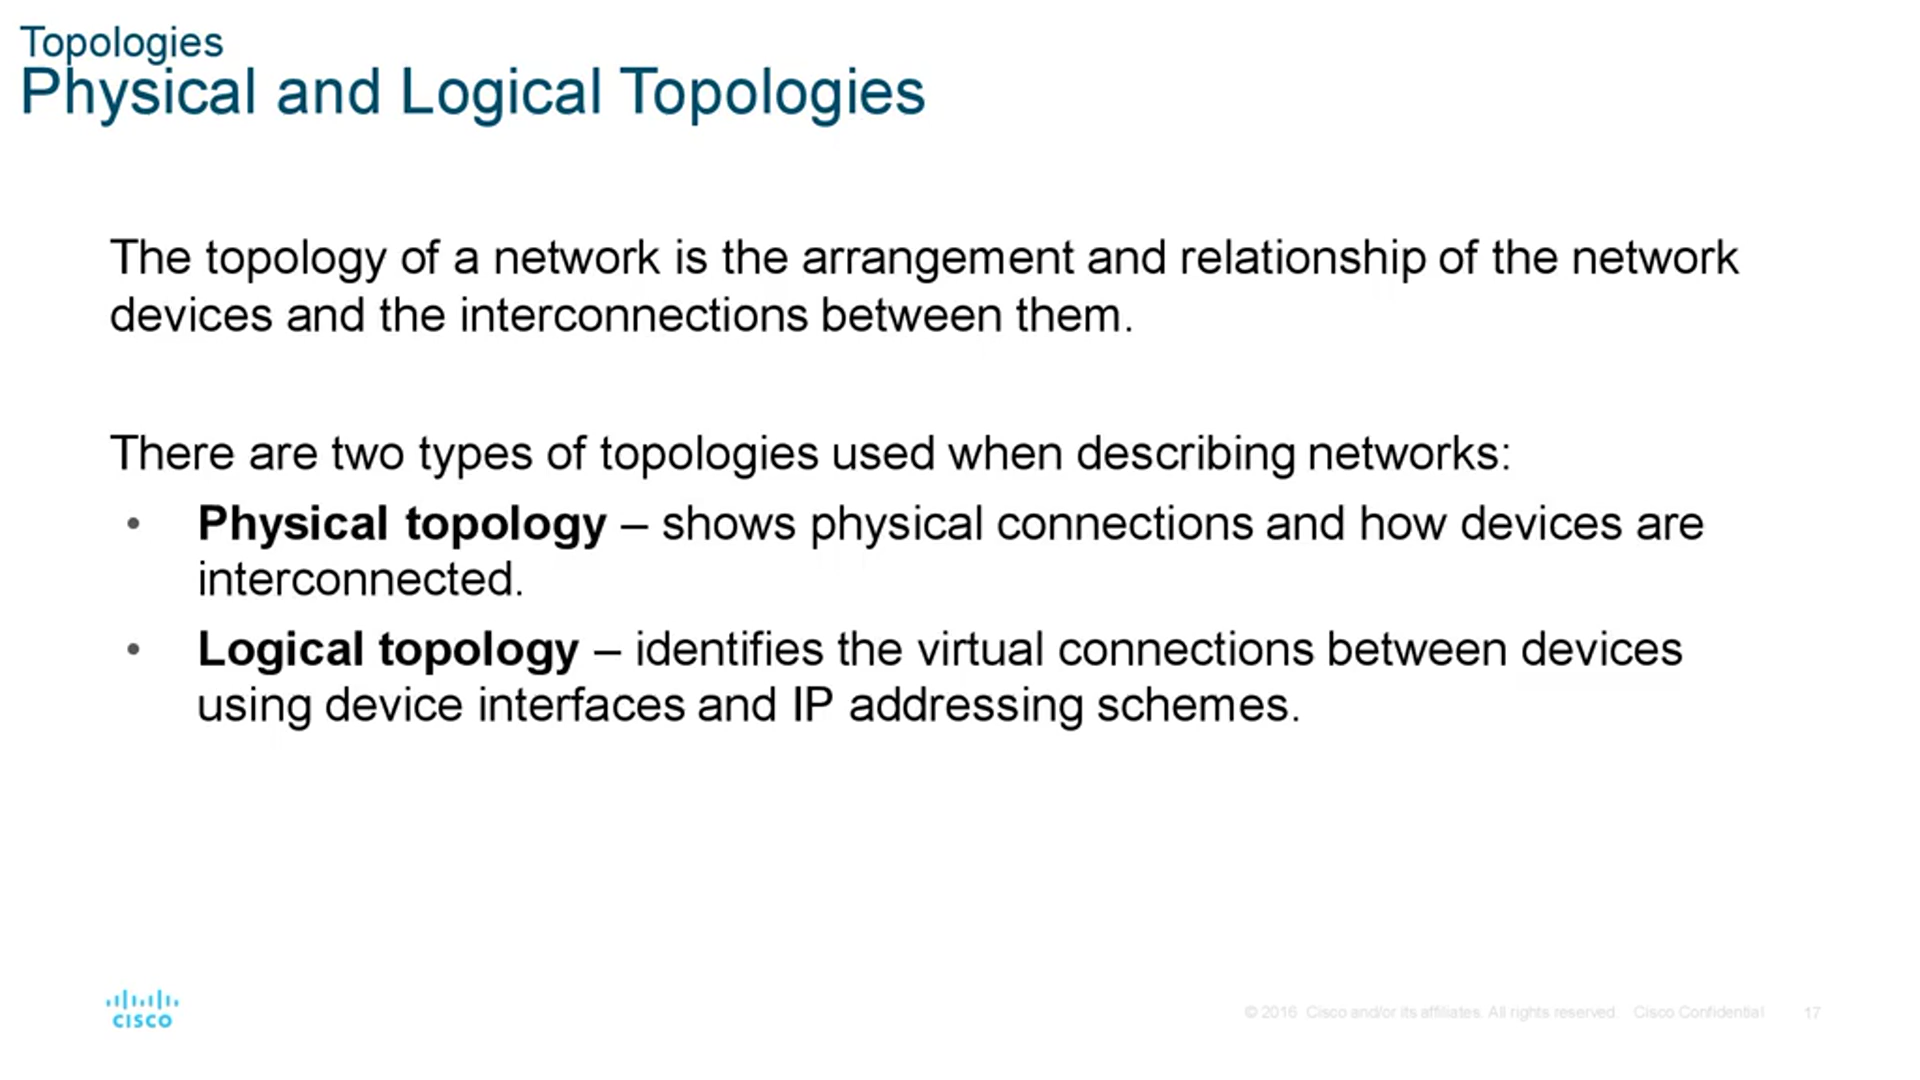 Topologies
Physical and Logical Topologies
The topology of a network is the arrangement and relationship of the network
devices and the interconnections between them.
There are two types of topologies used when describing networks:
• Physical topology – shows physical connections and how devices are
interconnected.
• Logical topology – identifies the virtual connections between devices
using device interfaces and IP addressing schemes.
CISCO
© 2016 Cisco and/or its affiliates. All rights reserved. Cisco Confidential 17